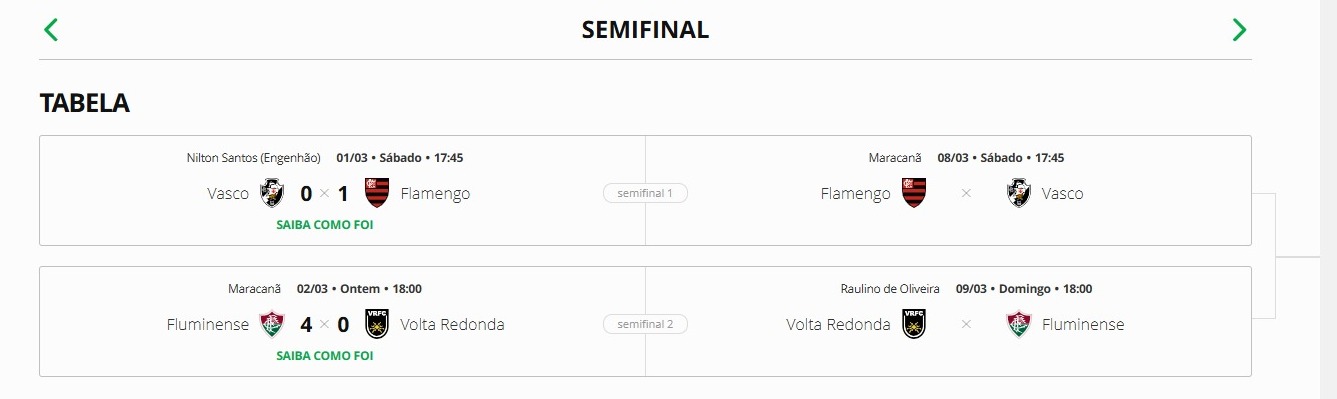 SEMIFINAL
TABELA
Nilton Santos (Engenhão) 01/03 • Sábado • 17:45
Vasco 0 × 1 Flamengo
SAIBA COMO FOI
semifinal 1
Maracanã 08/03 • Sábado • 17:45
Flamengo × Vasco
Maracanã 02/03 • Ontem • 18:00
Fluminense 4 × 0 VRFC Volta Redonda
SAIBA COMO FOI
semifinal 2
Raulino de Oliveira 09/03 • Domingo • 18:00
Volta Redonda VRFC × Fluminense